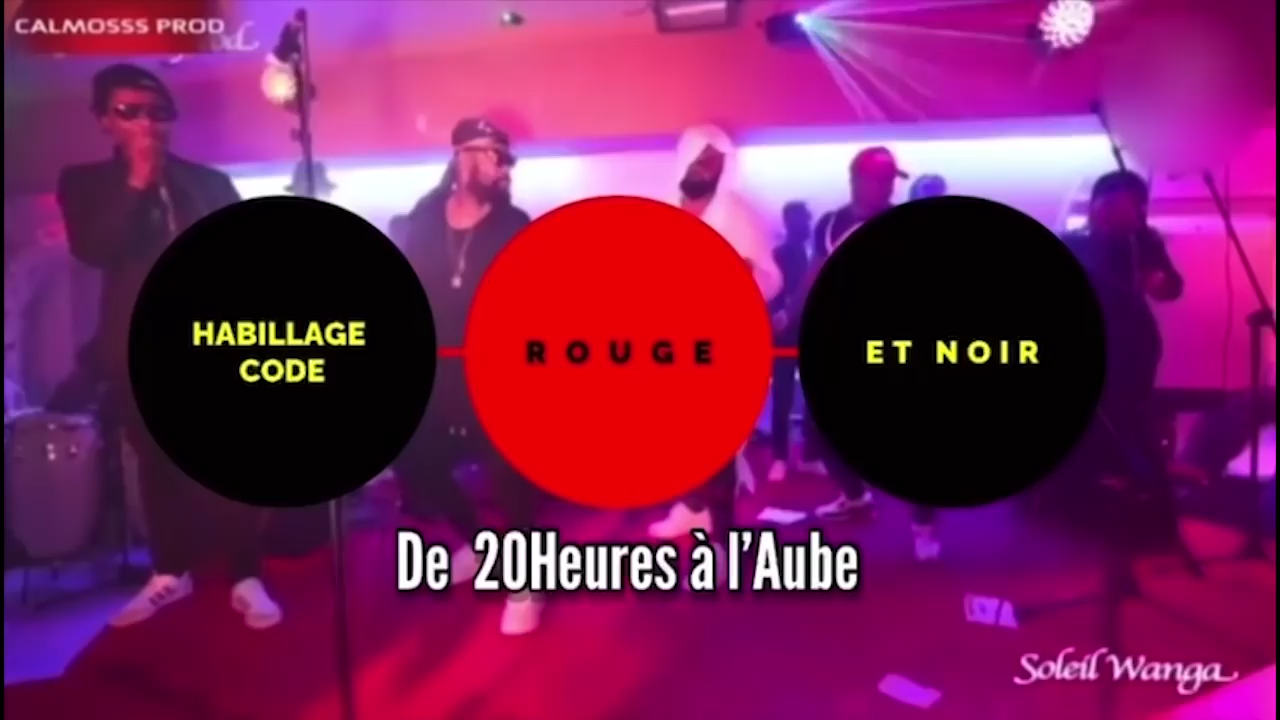 CALMOSSS PROD
HABILLAGE
CODE
ROUGE
ET NOIR
De 20Heures à l’Aube
Soleil Wanga